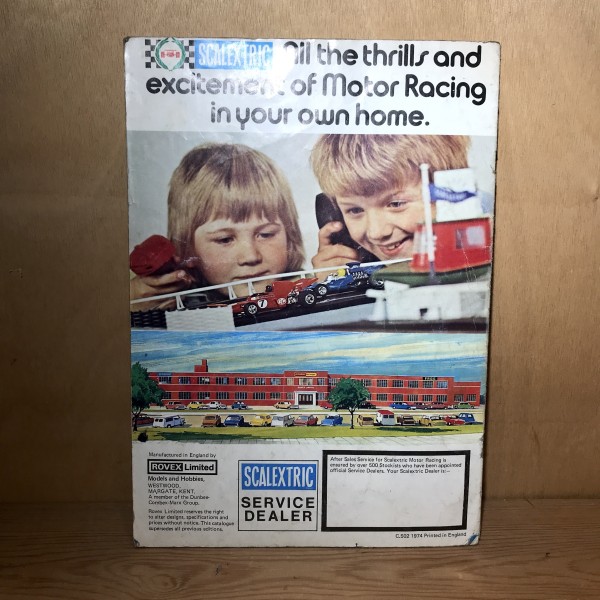 SCALEXTRIC All the thrills and
excitement of Motor Racing
in your own home.
7
Manufactured in England by
ROVEX Limited
Models and Hobbies,
WESTWOOD,
MARGATE, KENT.
A member of the Dunbee-
Combex-Marx Group.
Rovex Limited reserves the right
to alter designs, specifications and
prices without notice. This catalogue
supersedes all previous editions.
SCALEXTRIC
SERVICE
DEALER
After Sales Service for Scalextric Motor Racing is
ensured by over 500 Stockists who have been appointed
official Service Dealers. Your Scalextric Dealer is:-
C.502 1974 Printed in England